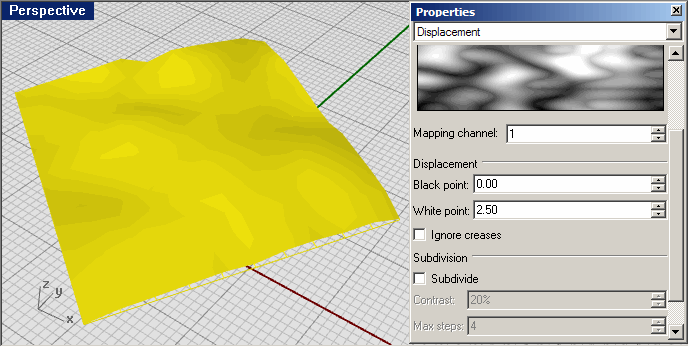 Perspective
z
y
x
Properties
Displacement
Mapping channel: 1
Displacement
Black point: 0.00
White point: 2.50
Ignore creases
Subdivision
Subdivide
Contrast: 20%
Max steps: 4